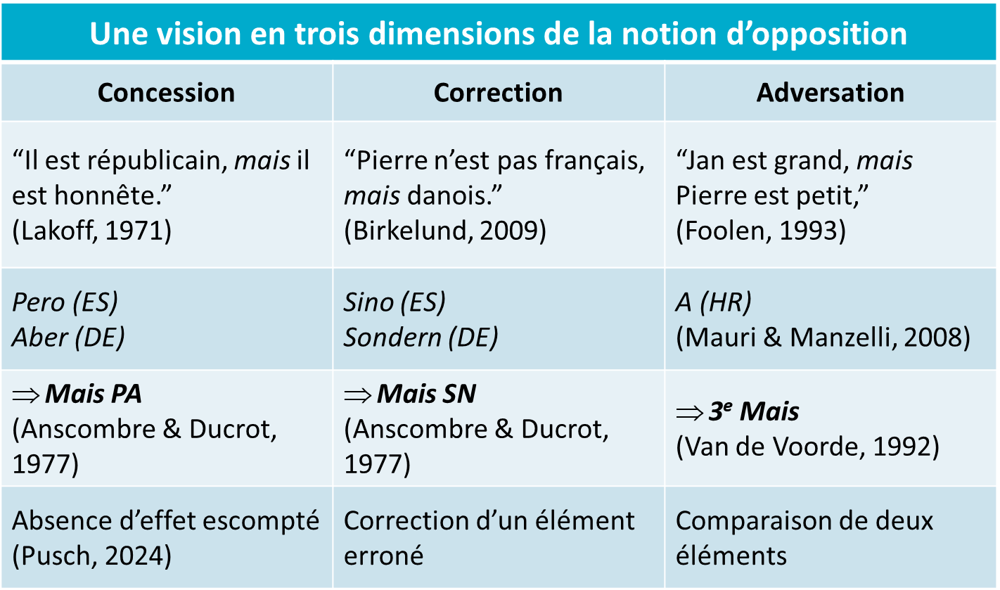 Une vision en trois dimensions de la notion d’opposition
Concession
Correction
Adversation
“Il est républicain, mais il
est honnête.”
(Lakoff, 1971)
“Pierre n’est pas français,
mais danois.”
(Birkelund, 2009)
“Jan est grand, mais
Pierre est petit,”
(Foolen, 1993)
Pero (ES)
Aber (DE)
Sino (ES)
Sondern (DE)
A (HR)
(Mauri & Manzelli, 2008)
⇒ Mais PA
(Anscombre & Ducrot,
1977)
⇒ Mais SN
(Anscombre & Ducrot,
1977)
⇒ 3e Mais
(Van de Voorde, 1992)
Absence d’effet escompté
(Pusch, 2024)
Correction d’un élément
erroné
Comparaison de deux
éléments